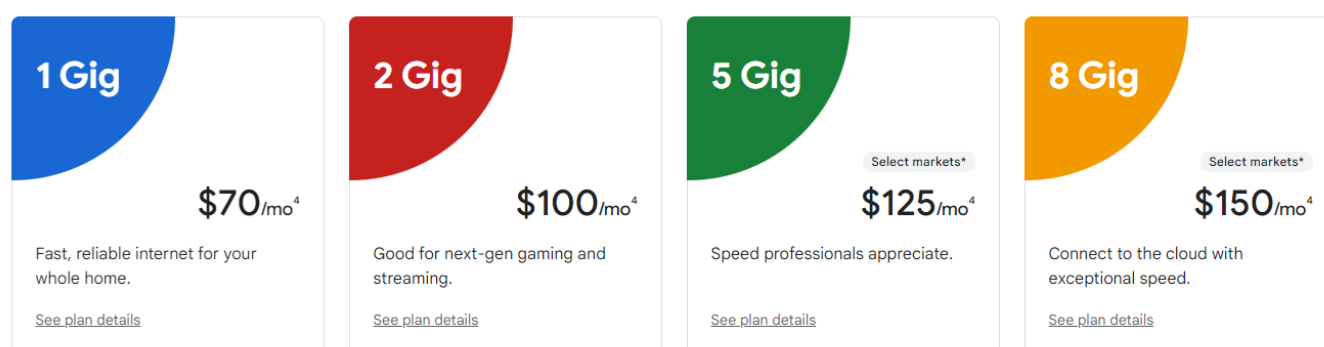 1 Gig
$70/mo⁴
Fast, reliable internet for your
whole home.
See plan details
2 Gig
$100/mo⁴
Good for next-gen gaming and
streaming.
See plan details
5 Gig
Select markets*
$125/mo⁴
Speed professionals appreciate.
See plan details
8 Gig
Select markets*
$150/mo⁴
Connect to the cloud with
exceptional speed.
See plan details